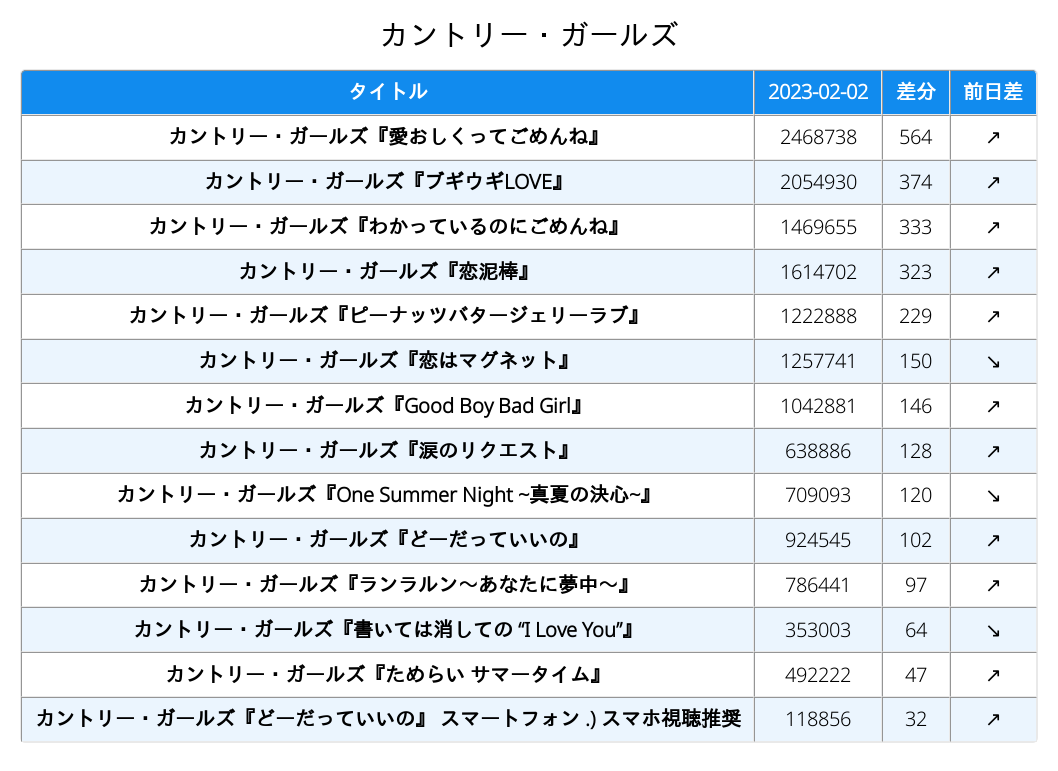 カントリー・ガールズ
タイトル 2023-02-02 差分 前日差
カントリー・ガールズ『愛おしくってごめんね』 2468738 564 ↗
カントリー・ガールズ『ブギウギLOVE』 2054930 374 ↗
カントリー・ガールズ『わかっているのにごめんね』 1469655 333 ↗
カントリー・ガールズ『恋泥棒』 1614702 323 ↗
カントリー・ガールズ『ピーナッツバタージェリーラブ』 1222888 229 ↗
カントリー・ガールズ『恋はマグネット』 1257741 150 ↘
カントリー・ガールズ『Good Boy Bad Girl』 1042881 146 ↗
カントリー・ガールズ『涙のリクエスト』 638886 128 ↗
カントリー・ガールズ『One Summer Night ~真夏の決心~』 709093 120 ↘
カントリー・ガールズ『どーだっていいの』 924545 102 ↗
カントリー・ガールズ『ランラルン〜あなたに夢中〜』 786441 97 ↗
カントリー・ガールズ『書いては消しての “I Love You”』 353003 64 ↘
カントリー・ガールズ『ためらい サマータイム』 492222 47 ↗
カントリー・ガールズ『どーだっていいの』 スマートフォン .) スマホ視聴推奨 118856 32 ↗